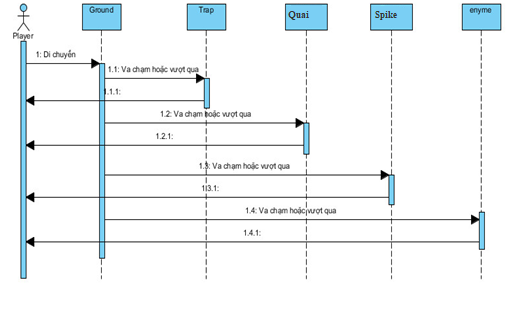 Ground
Trap
Quai
Spike
enyme
Player
1: Di chuyển
1.1: Va chạm hoặc vượt qua
1.1.1:
1.2: Va chạm hoặc vượt qua
1.2.1:
1.3: Va chạm hoặc vượt qua
1.3.1:
1.4: Va chạm hoặc vượt qua
1.4.1: